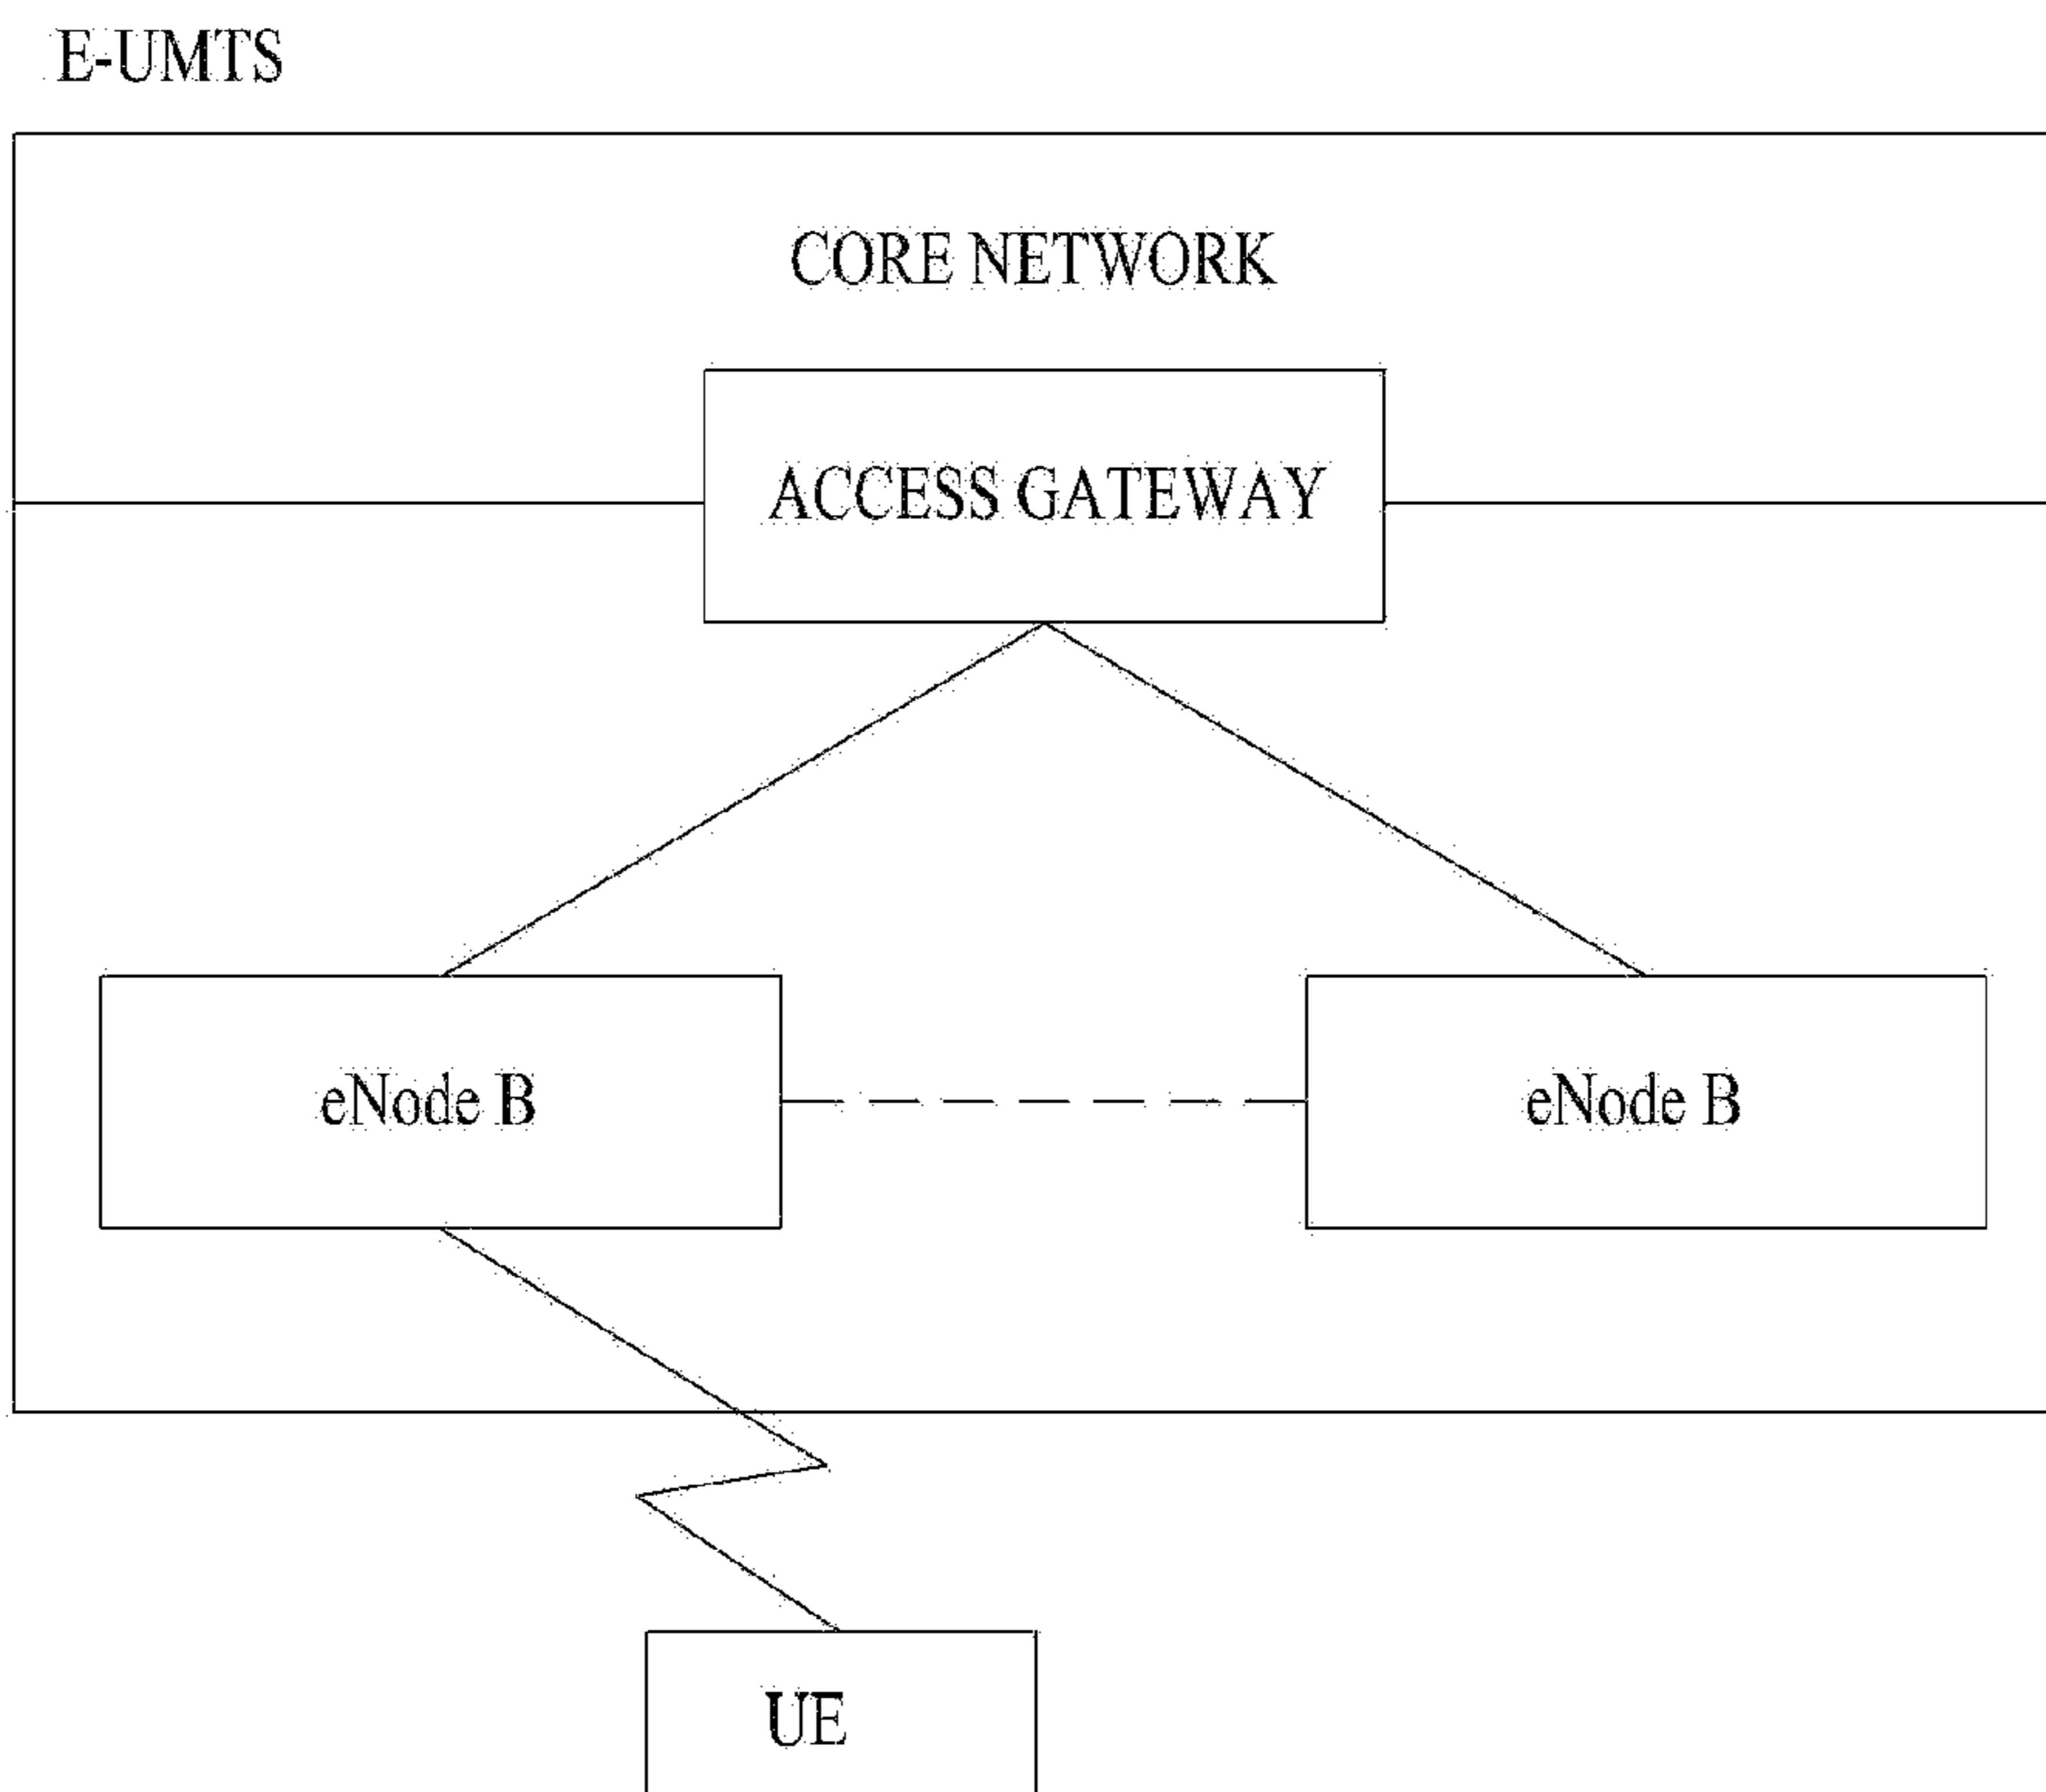 E-UMTS
CORE NETWORK
ACCESS GATEWAY
eNode B
eNode B
UE